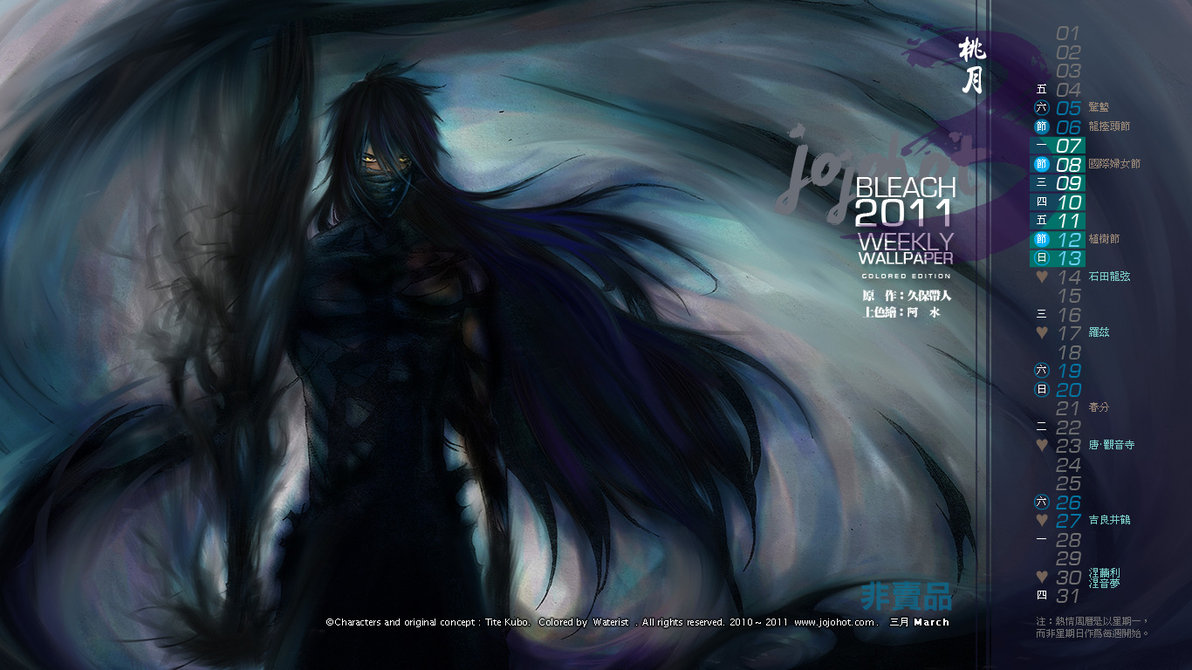 桃月
3
jojohot
BLEACH
2011
WEEKLY
WALLPAPER
COLORED EDITION
原 作：久保帶人
上色繪：阿 水
01
02
03
五 04
六 05 驚蟄
節 06 龍擡頭節
一 07
節 08 國際婦女節
三 09
四 10
五 11
節 12 植樹節
日 13
♥ 14 石田龍弦
15
三 16
♥ 17 羅茲
18
六 19
日 20
21 春分
二 22
♥ 23 唐·觀音寺
24
25
六 26
♥ 27 吉良井鶴
一 28
29
♥ 30 涅繭利
涅音夢
四 31
非賣品
©Characters and original concept : Tite Kubo. Colored by Waterist . All rights reserved. 2010 ~ 2011 www.jojohot.com . 三月 March
注：熱情周曆是以星期一，
而非星期日作爲每週開始。